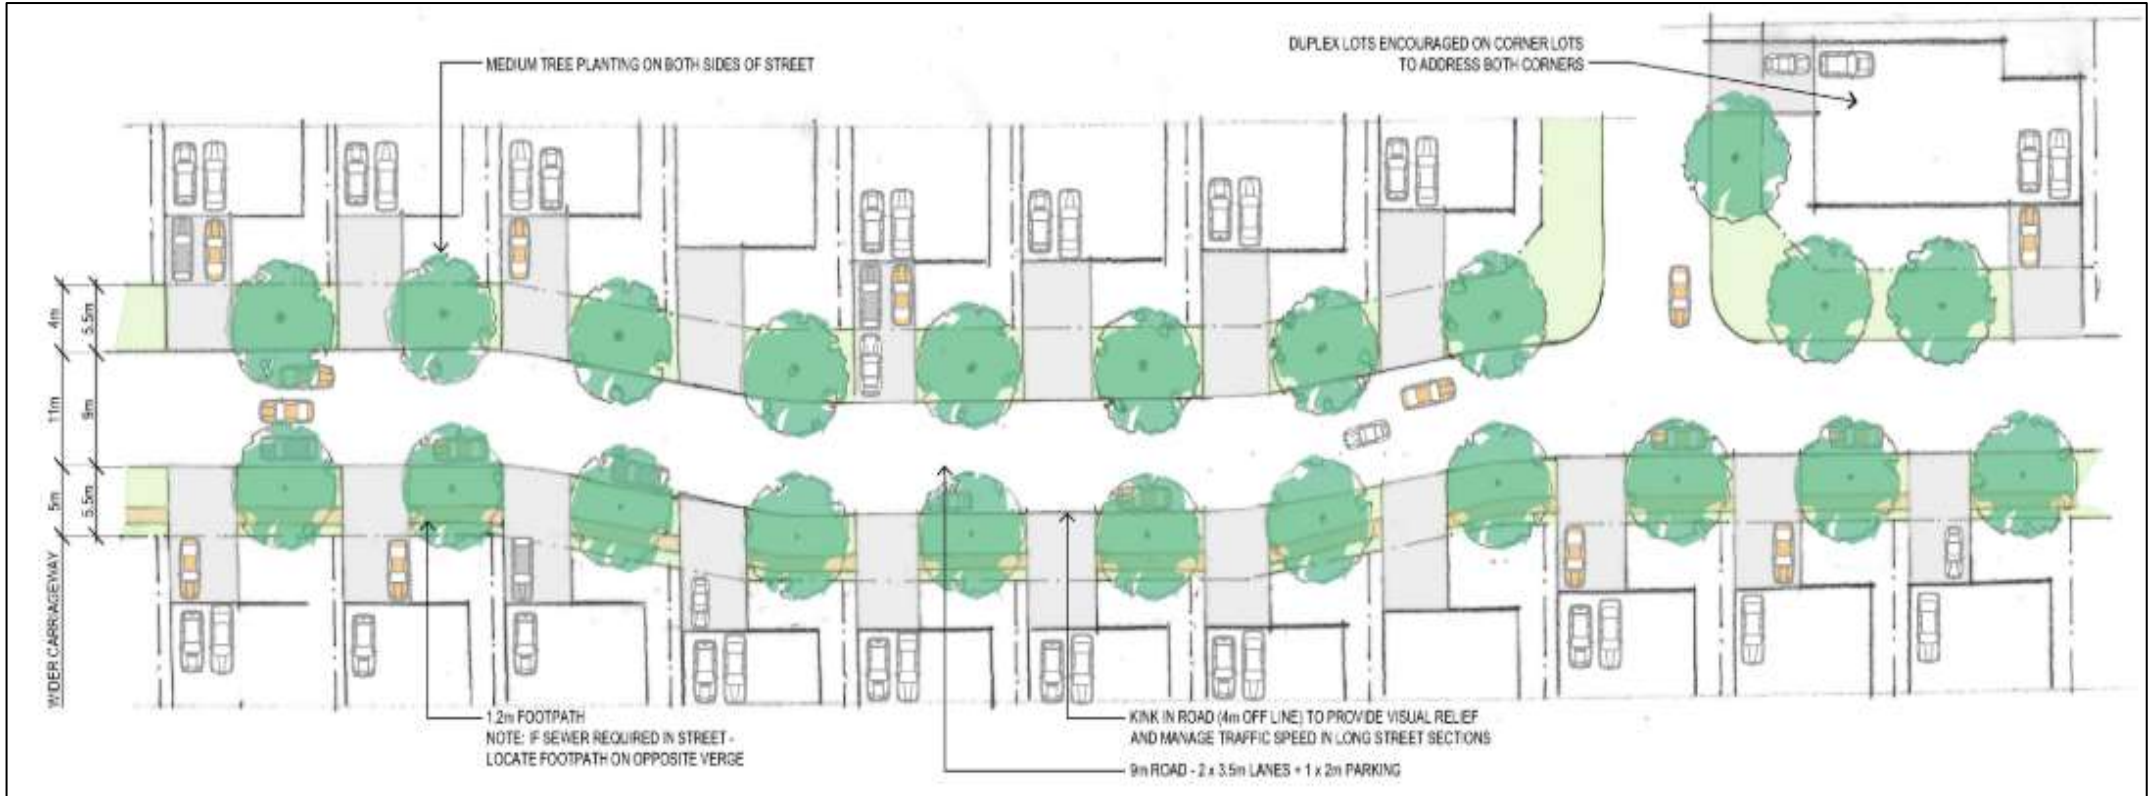 MEDIUM TREE PLANTING ON BOTH SIDES OF STREET
DUPLEX LOTS ENCOURAGED ON CORNER LOTS
TO ADDRESS BOTH CORNERS
4m
5.5m
11m
9m
5m
5.5m
WIDER CARRAGEWAY
1.2m FOOTPATH
NOTE: IF SEWER REQUIRED IN STREET -
LOCATE FOOTPATH ON OPPOSITE VERGE
KINK IN ROAD (4m OFF LINE) TO PROVIDE VISUAL RELIEF
AND MANAGE TRAFFIC SPEED IN LONG STREET SECTIONS
9m ROAD - 2 x 3.5m LANES + 1 x 2m PARKING